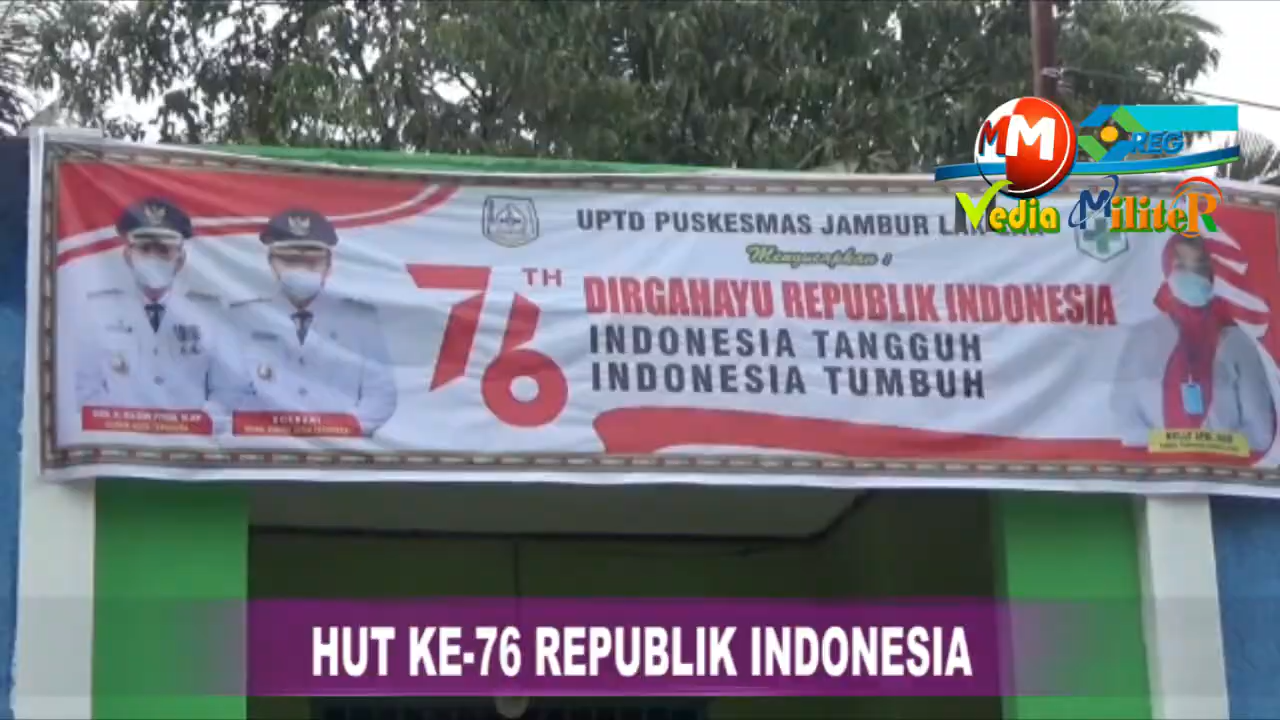 MM
REG
Vedia MiliteR
UPTD PUSKESMAS JAMBUR
Mengucapkan :
76 TH
DIRGAHAYU REPUBLIK INDONESIA
INDONESIA TANGGUH
INDONESIA TUMBUH
HUT KE-76 REPUBLIK INDONESIA